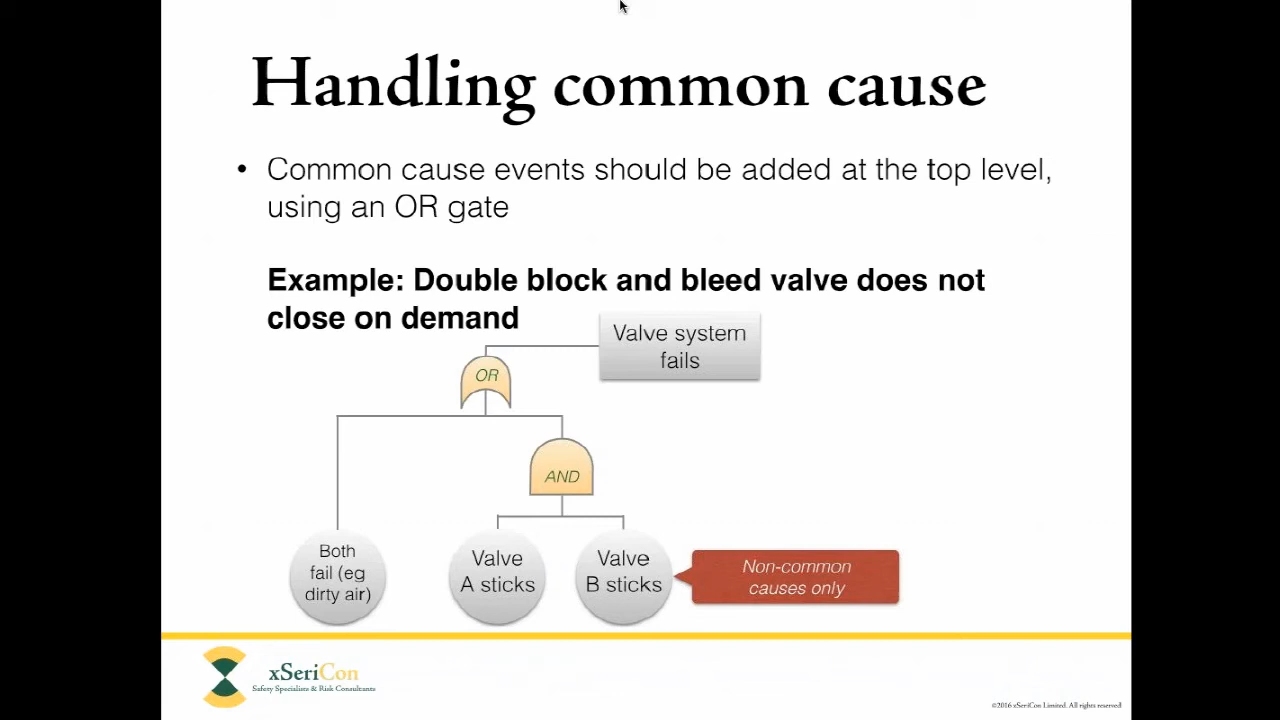 Handling common cause
• Common cause events should be added at the top level,
using an OR gate
Example: Double block and bleed valve does not
close on demand
Valve system
fails
OR
AND
Both
fail (eg
dirty air)
Valve
A sticks
Valve
B sticks
Non-common
causes only
xSeriCon
Safety Specialists & Risk Consultants
©2016 xSeriCon Limited. All rights reserved